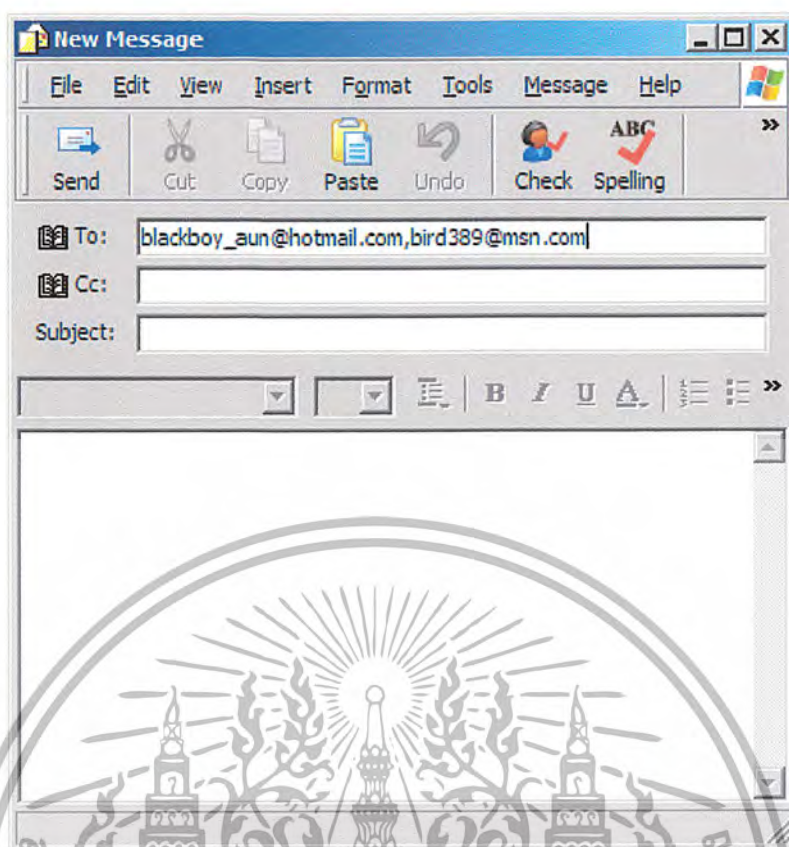 New Message
File Edit View Insert Format Tools Message Help
ABC
Send Cut Copy Paste Undo Check Spelling
To: blackboy_aun@hotmail.com,bird389@msn.com
Cc:
Subject:
B I U A